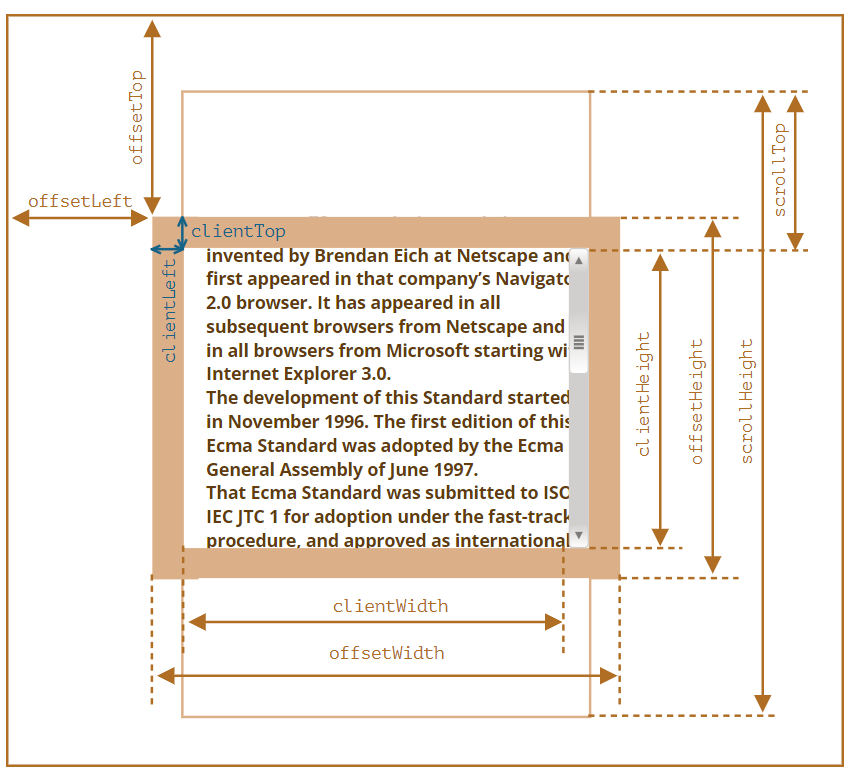 offsetTop
scrollTop
offsetLeft
clientTop
clientLeft
invented by Brendan Eich at Netscape and
first appeared in that company’s Navigato
2.0 browser. It has appeared in all
subsequent browsers from Netscape and
in all browsers from Microsoft starting wi
Internet Explorer 3.0.
The development of this Standard started
in November 1996. The first edition of this
Ecma Standard was adopted by the Ecma
General Assembly of June 1997.
That Ecma Standard was submitted to ISO
IEC JTC 1 for adoption under the fast-track
procedure, and approved as international
clientHeight
offsetHeight
scrollHeight
clientWidth
offsetWidth